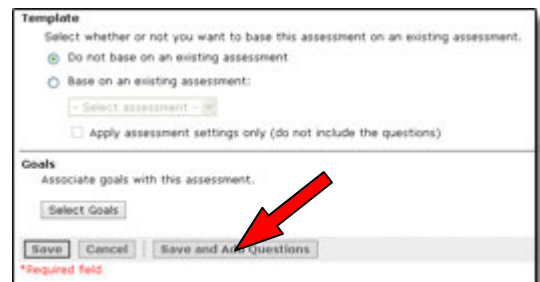 Template
Select whether or not you want to base this assessment on an existing assessment.
Do not base on an existing assessment
Base on an existing assessment:
- Select assessment -
Apply assessment settings only (do not include the questions)
Goals
Associate goals with this assessment.
Select Goals
Save Cancel Save and Add Questions
*Required field